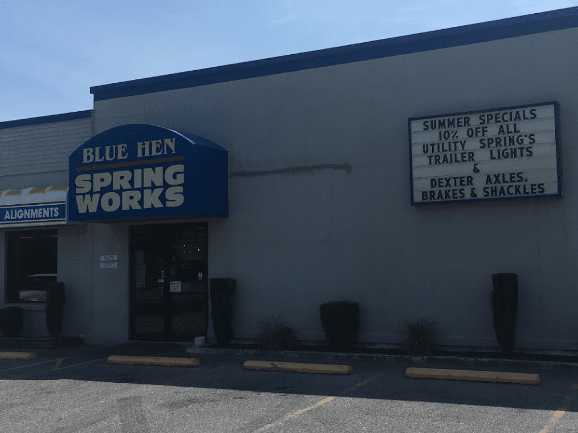 BLUE HEN
SPRING
WORKS
ALIGNMENTS
SUMMER SPECIALS
10% OFF ALL
UTILITY SPRING'S
TRAILER LIGHTS
&
DEXTER AXLES,
BRAKES & SHACKLES